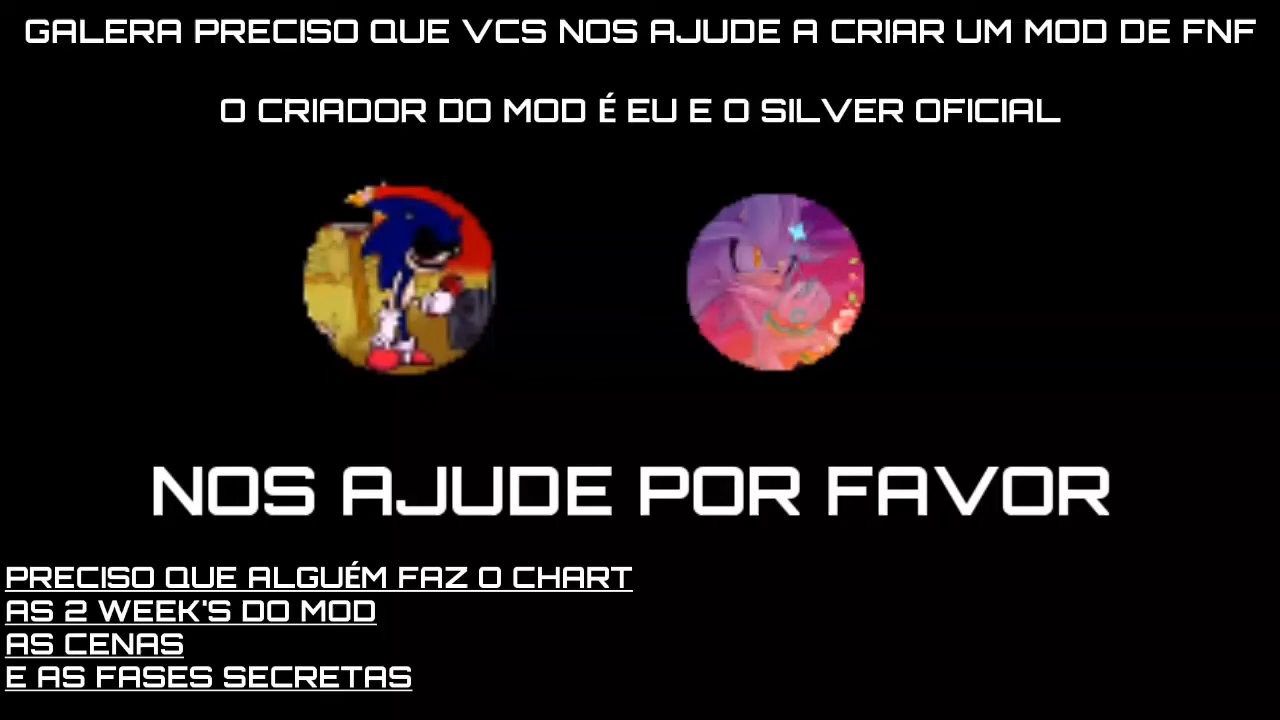 GALERA PRECISO QUE VCS NOS AJUDE A CRIAR UM MOD DE FNF
O CRIADOR DO MOD É EU E O SILVER OFICIAL
NOS AJUDE POR FAVOR
PRECISO QUE ALGUÉM FAZ O CHART
AS 2 WEEK'S DO MOD
AS CENAS
E AS FASES SECRETAS